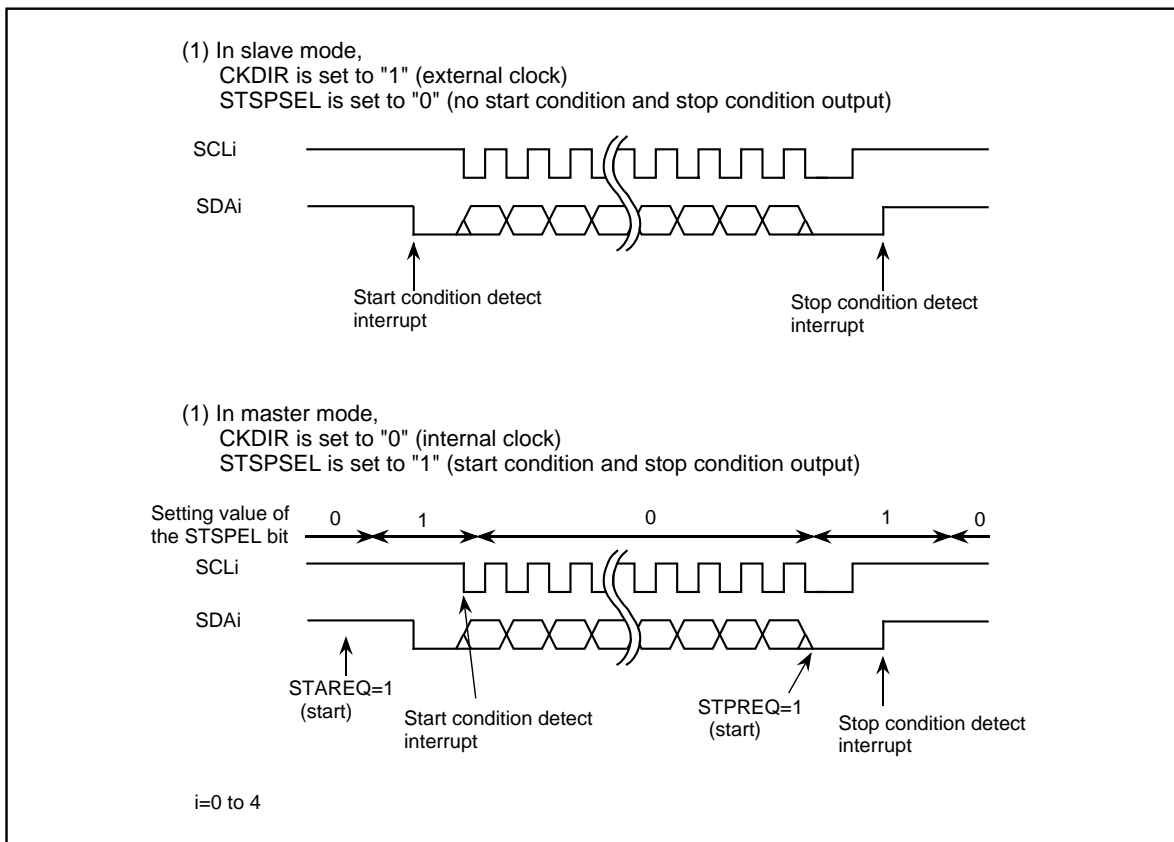 (1) In slave mode,
CKDIR is set to "1" (external clock)
STSPSEL is set to "0" (no start condition and stop condition output)
SCLi
SDAi
Start condition detect
interrupt
Stop condition detect
interrupt
(1) In master mode,
CKDIR is set to "0" (internal clock)
STSPSEL is set to "1" (start condition and stop condition output)
Setting value of
the STSPEL bit
0 1 0 1 0
SCLi
SDAi
STAREQ=1
(start)
Start condition detect
interrupt
STPREQ=1
(start)
Stop condition detect
interrupt
i=0 to 4